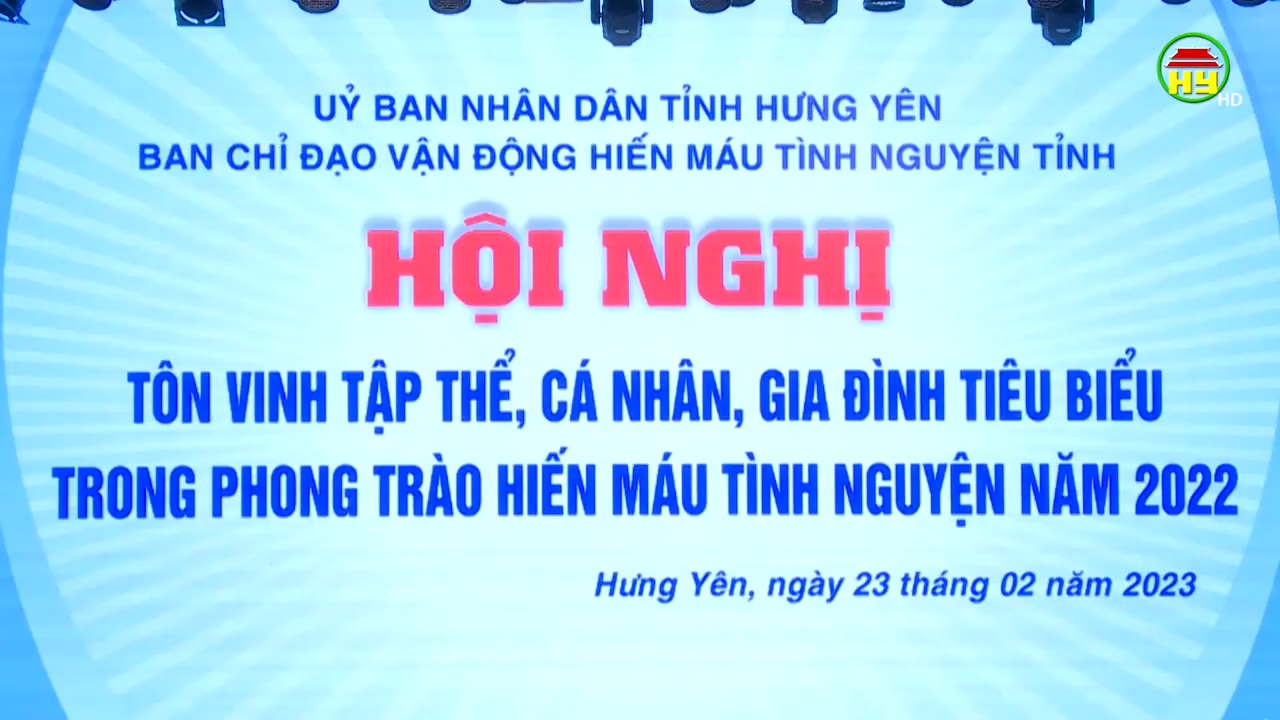 HY
HD
UỶ BAN NHÂN DÂN TỈNH HƯNG YÊN
BAN CHỈ ĐẠO VẬN ĐỘNG HIẾN MÁU TÌNH NGUYỆN TỈNH
HỘI NGHỊ
TÔN VINH TẬP THỂ, CÁ NHÂN, GIA ĐÌNH TIÊU BIỂU
TRONG PHONG TRÀO HIẾN MÁU TÌNH NGUYỆN NĂM 2022
Hưng Yên, ngày 23 tháng 02 năm 2023